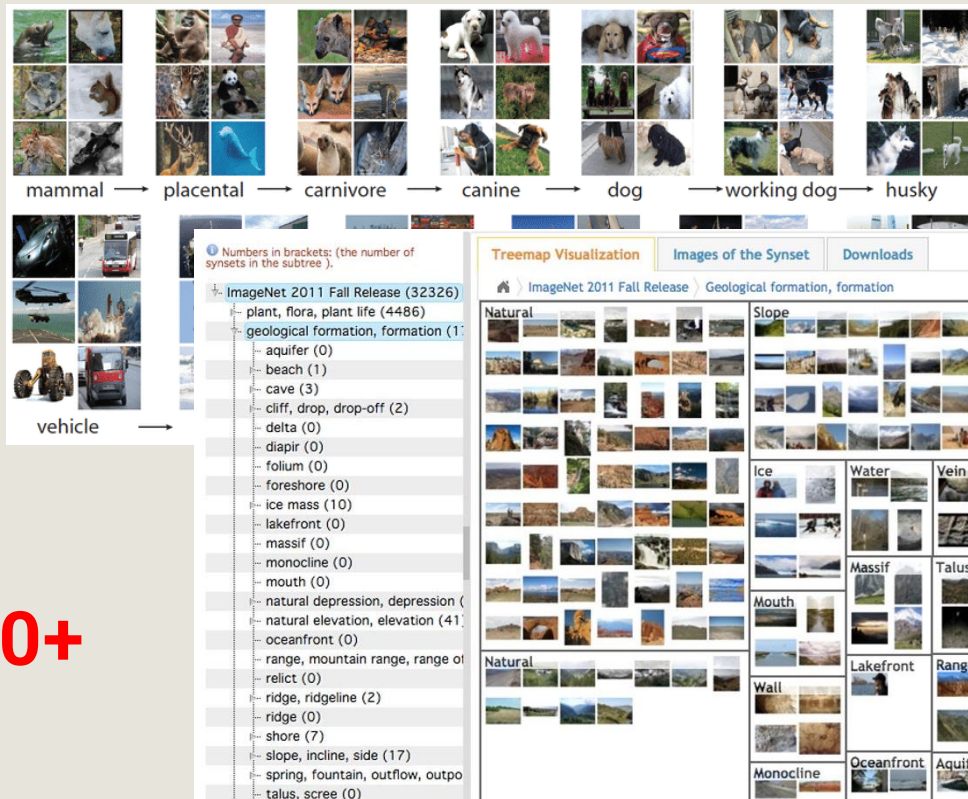 mammal → placental → carnivore → canine → dog → working dog → husky
vehicle →
0+
Numbers in brackets: (the number of
synsets in the subtree ).
ImageNet 2011 Fall Release (32326)
plant, flora, plant life (4486)
geological formation, formation (17
aquifer (0)
beach (1)
cave (3)
cliff, drop, drop-off (2)
delta (0)
diapir (0)
folium (0)
foreshore (0)
ice mass (10)
lakefront (0)
massif (0)
monocline (0)
mouth (0)
natural depression, depression (
natural elevation, elevation (41)
oceanfront (0)
range, mountain range, range of
relict (0)
ridge, ridgeline (2)
ridge (0)
shore (7)
slope, incline, side (17)
spring, fountain, outflow, outpo
talus, scree (0)
Treemap Visualization
Images of the Synset
Downloads
ImageNet 2011 Fall Release
Geological formation, formation
Natural
Slope
Ice
Water
Vein
Massif
Talus
Mouth
Natural
Lakefront
Rang
Wall
Oceanfront
Aquif
Monocline